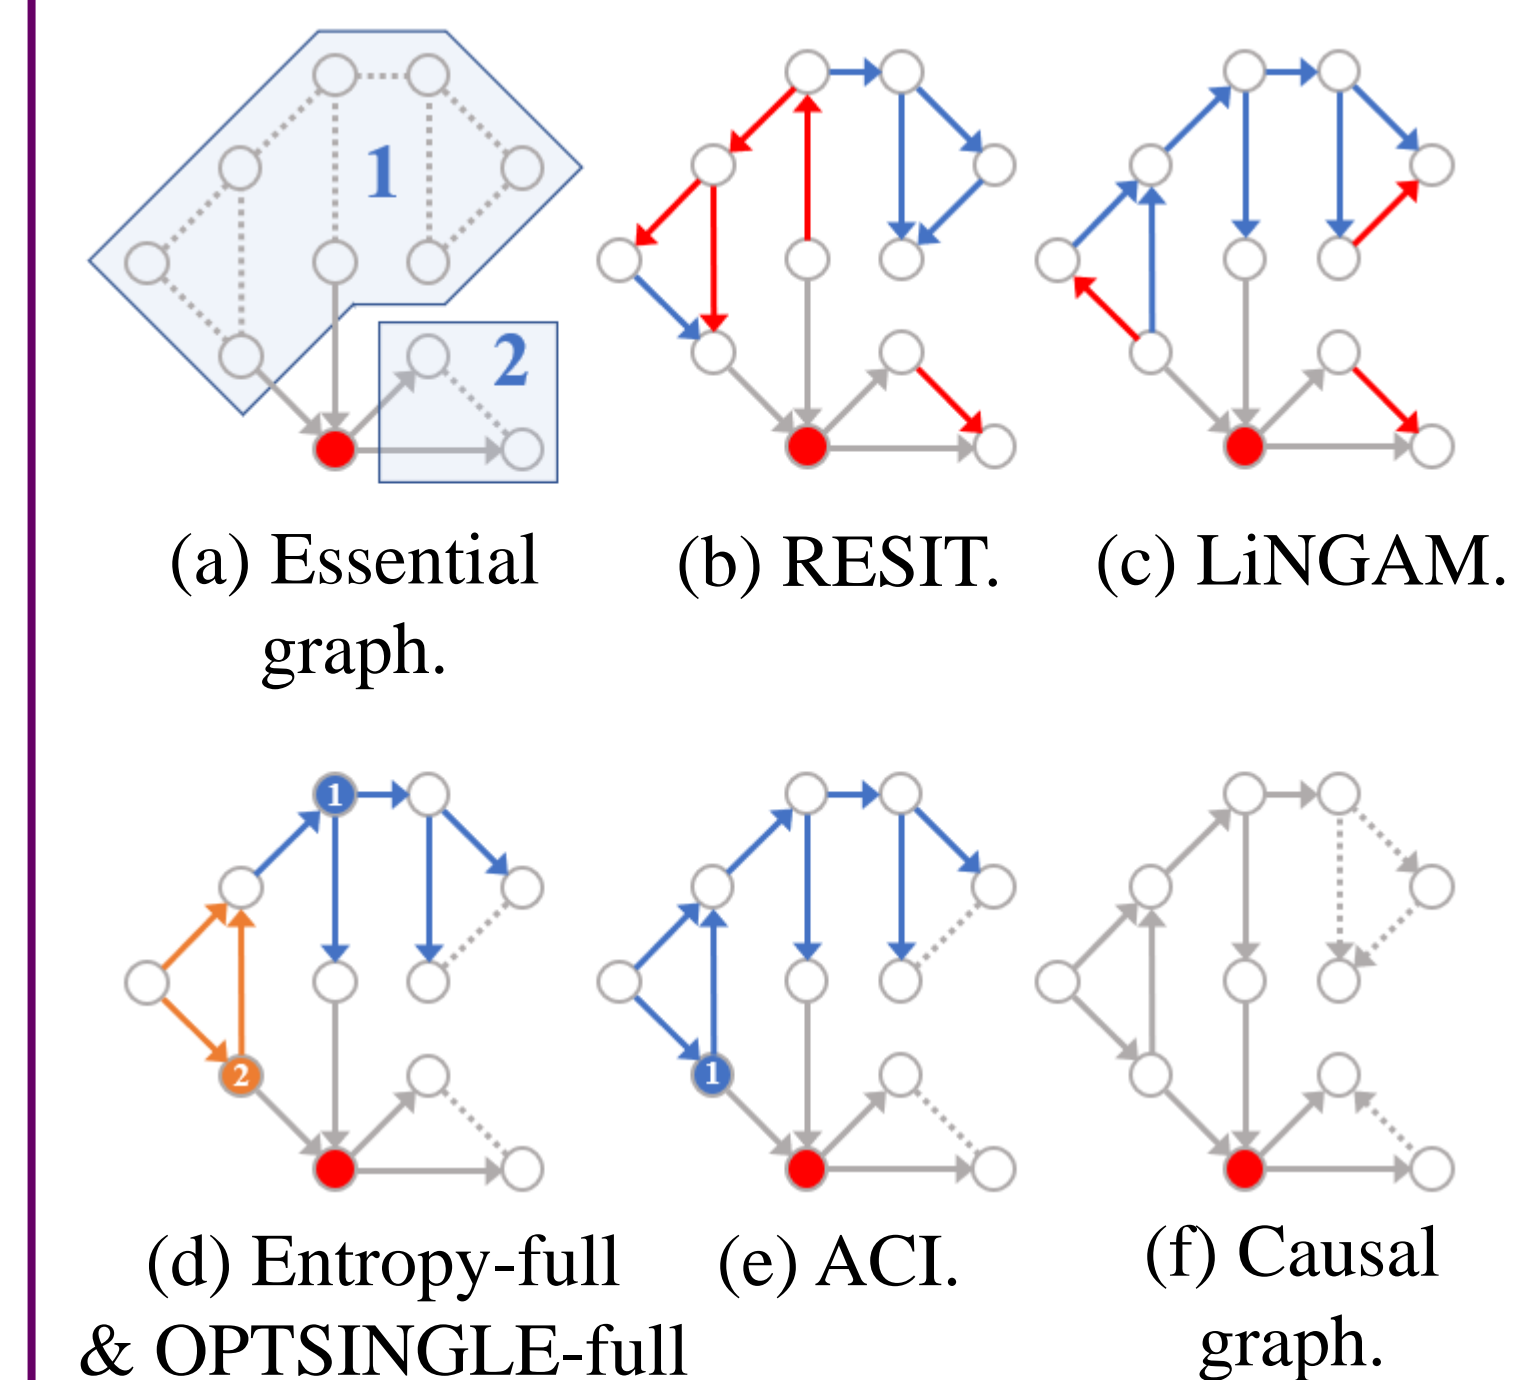 1
2
(a) Essential
graph.
(b) RESIT.
(c) LiNGAM.
1
2
1
(d) Entropy-full
& OPTSINGLE-full
(e) ACI.
(f) Causal
graph.